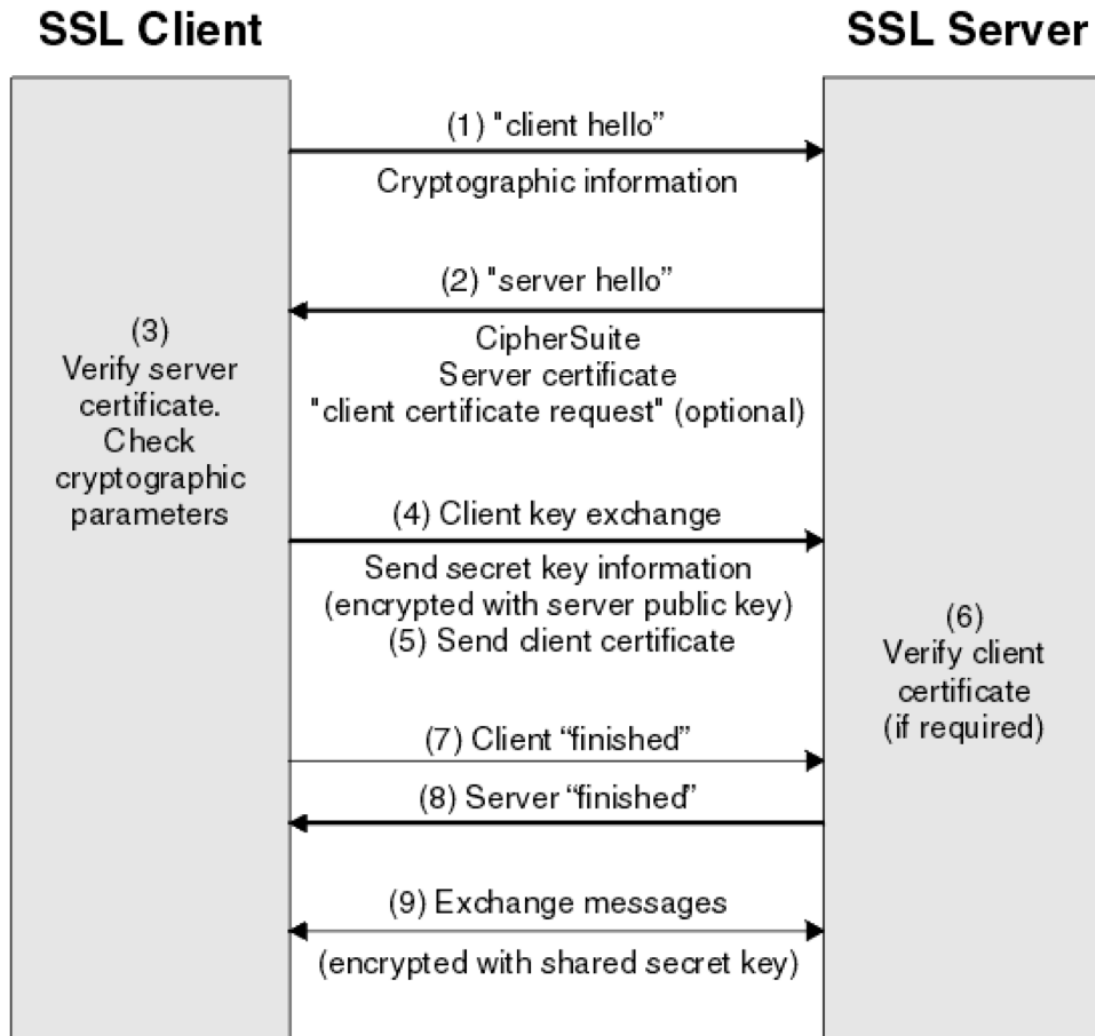 SSL Client
SSL Server
(1) "client hello”
Cryptographic information
(2) "server hello”
CipherSuite
Server certificate
"client certificate request" (optional)
(3)
Verify server
certificate.
Check
cryptographic
parameters
(4) Client key exchange
Send secret key information
(encrypted with server public key)
(5) Send client certificate
(6)
Verify client
certificate
(if required)
(7) Client “finished”
(8) Server “finished”
(9) Exchange messages
(encrypted with shared secret key)